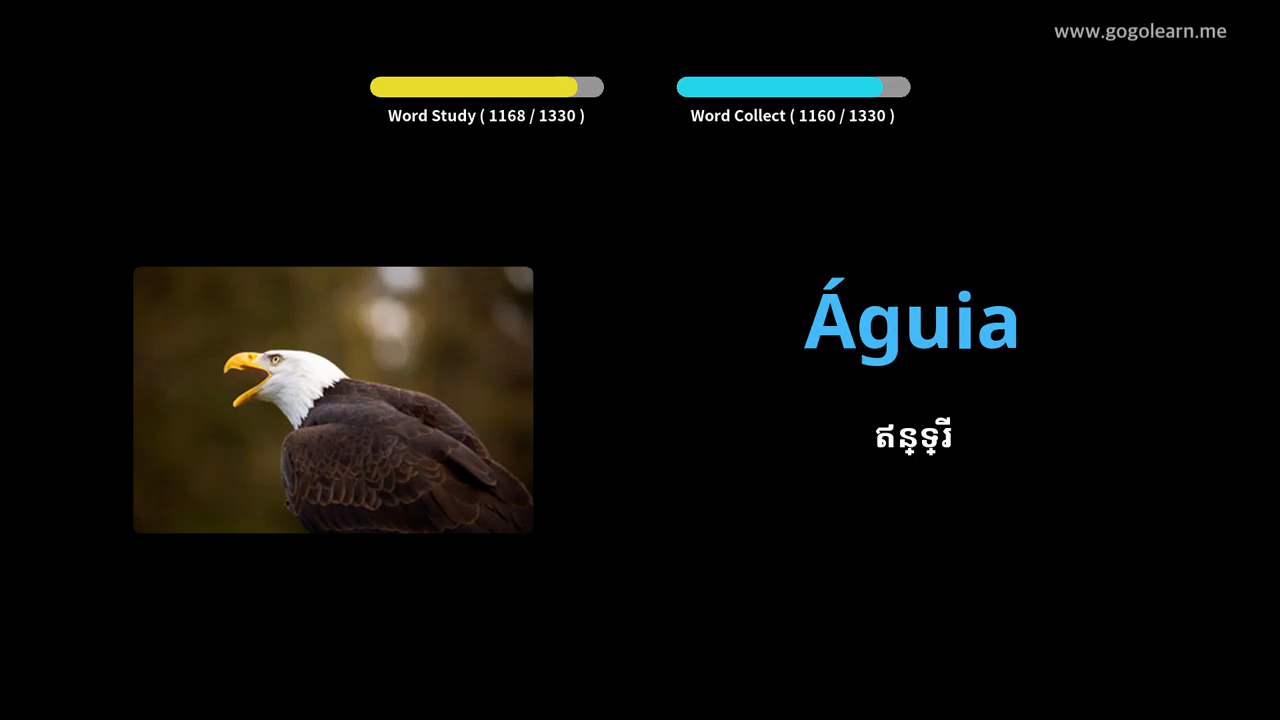 www.gogolearn.me
Word Study ( 1168 / 1330 )
Word Collect ( 1160 / 1330 )
Águia
ឥន្ទ្រី